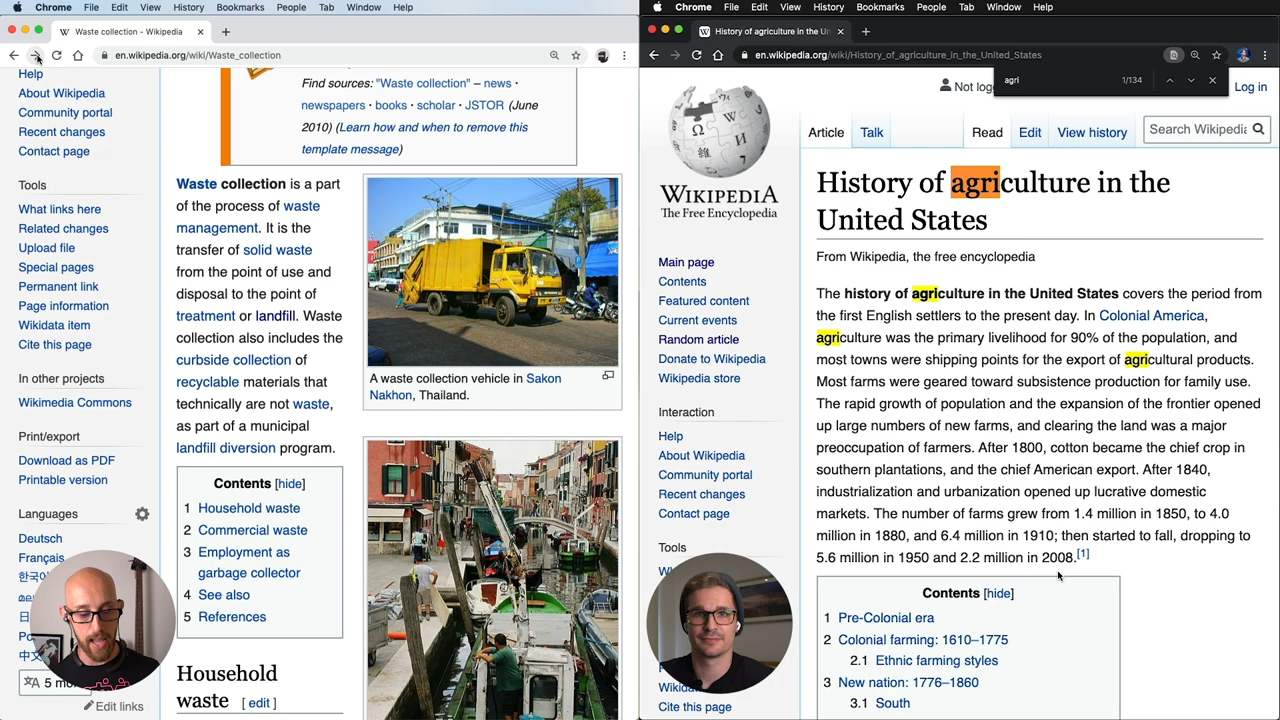 Chrome File Edit View History Bookmarks People Tab Window Help
Waste collection – Wikipedia
en.wikipedia.org/wiki/Waste_collection
Help
About Wikipedia
Community portal
Recent changes
Contact page
Tools
What links here
Related changes
Upload file
Special pages
Permanent link
Page information
Wikidata item
Cite this page
In other projects
Wikimedia Commons
Print/export
Download as PDF
Printable version
Languages
Deutsch
Français
Edit links
Find sources: "Waste collection" – news ·
newspapers · books · scholar · JSTOR (June
2010) (Learn how and when to remove this
template message)
Waste collection is a part
of the process of waste
management. It is the
transfer of solid waste
from the point of use and
disposal to the point of
treatment or landfill. Waste
collection also includes the
curbside collection of
recyclable materials that
technically are not waste,
as part of a municipal
landfill diversion program.
A waste collection vehicle in Sakon
Nakhon, Thailand.
Contents [hide]
1 Household waste
2 Commercial waste
3 Employment as
garbage collector
4 See also
5 References
Household
waste [ edit ]
Chrome File Edit View History Bookmarks People Tab Window Help
History of agriculture in the Un
en.wikipedia.org/wiki/History_of_agriculture_in_the_United_States
agri 1/134
Not log
Log in
WIKIPEDIA
The Free Encyclopedia
Article Talk Read Edit View history Search Wikipedia
Main page
Contents
Featured content
Current events
Random article
Donate to Wikipedia
Wikipedia store
Interaction
Help
About Wikipedia
Community portal
Recent changes
Contact page
Tools
Cite this page
History of agriculture in the
United States
From Wikipedia, the free encyclopedia
The history of agriculture in the United States covers the period from
the first English settlers to the present day. In Colonial America,
agriculture was the primary livelihood for 90% of the population, and
most towns were shipping points for the export of agricultural products.
Most farms were geared toward subsistence production for family use.
The rapid growth of population and the expansion of the frontier opened
up large numbers of new farms, and clearing the land was a major
preoccupation of farmers. After 1800, cotton became the chief crop in
southern plantations, and the chief American export. After 1840,
industrialization and urbanization opened up lucrative domestic
markets. The number of farms grew from 1.4 million in 1850, to 4.0
million in 1880, and 6.4 million in 1910; then started to fall, dropping to
5.6 million in 1950 and 2.2 million in 2008.[1]
Contents [hide]
1 Pre-Colonial era
2 Colonial farming: 1610–1775
2.1 Ethnic farming styles
3 New nation: 1776–1860
3.1 South